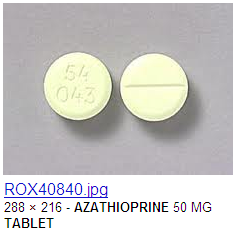 54
043
ROX40840.jpg
288 × 216 - AZATHIOPRINE 50 MG
TABLET